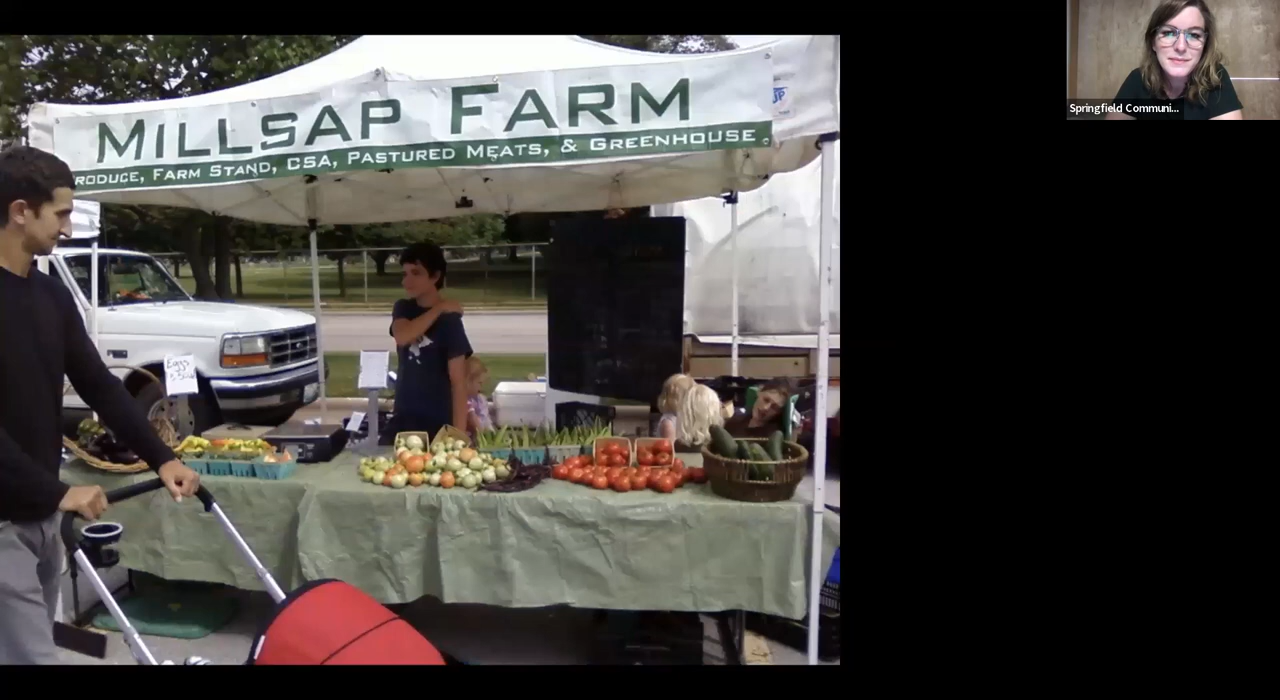 MILLSAP FARM
RODUCE, FARM STAND, CSA, PASTURED MEATS, & GREENHOUSE
Eggs
Springfield Communi...